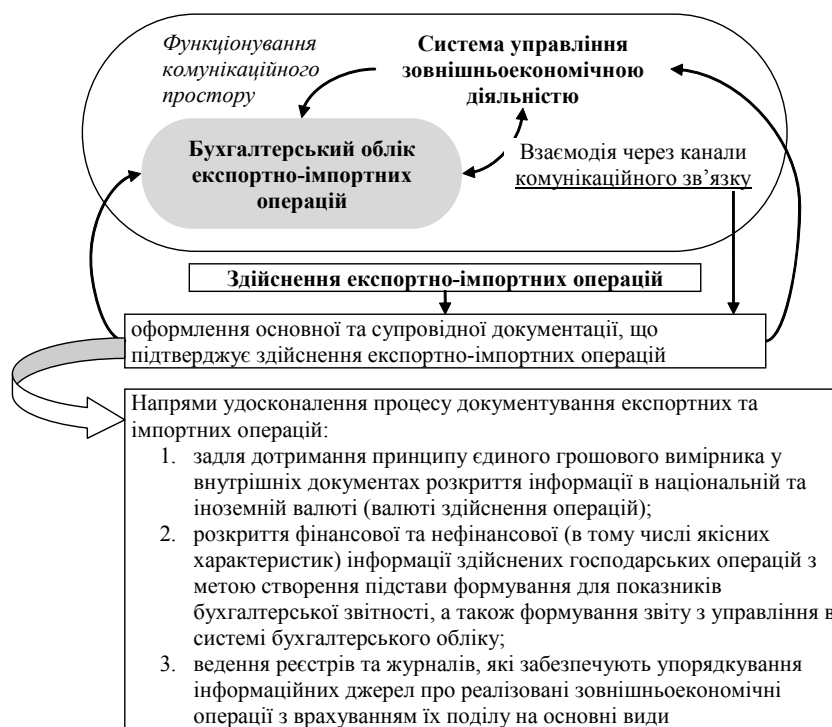 Функціонування
комунікаційного
простору
Система управління
зовнішньоекономічною
діяльністю
Бухгалтерський облік
експортно-імпортних
операцій
Взаємодія через канали
комунікаційного зв’язку
Здійснення експортно-імпортних операцій
оформлення основної та супровідної документації, що
підтверджує здійснення експортно-імпортних операцій
Напрями удосконалення процесу документування експортних та
імпортних операцій:
1. задля дотримання принципу єдиного грошового вимірника у
внутрішніх документах розкриття інформації в національній та
іноземній валюті (валюті здійснення операцій);
2. розкриття фінансової та нефінансової (в тому числі якісних
характеристик) інформації здійснених господарських операцій з
метою створення підстави формування для показників
бухгалтерської звітності, а також формування звіту з управління в
системі бухгалтерського обліку;
3. ведення реєстрів та журналів, які забезпечують упорядкування
інформаційних джерел про реалізовані зовнішньоекономічні
операції з врахуванням їх поділу на основні види